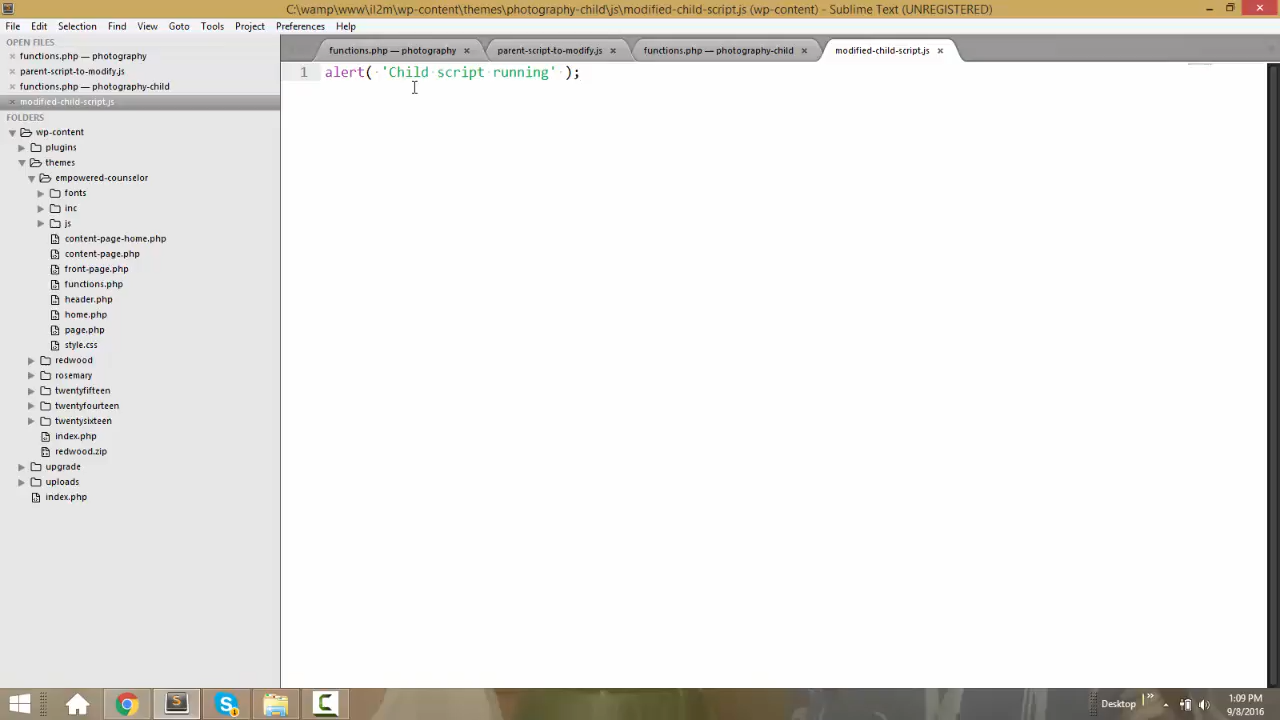 C:\wamp\www\il2m\wp-content\themes\photography-child\js\modified-child-script.js (wp-content) - Sublime Text (UNREGISTERED)
File Edit Selection Find View Goto Tools Project Preferences Help
OPEN FILES
functions.php — photography
parent-script-to-modify.js
functions.php — photography-child
modified-child-script.js
FOLDERS
wp-content
plugins
themes
empowered-counselor
fonts
inc
js
content-page-home.php
content-page.php
front-page.php
functions.php
header.php
home.php
page.php
style.css
redwood
rosemary
twentyfifteen
twentyfourteen
twentysixteen
index.php
redwood.zip
upgrade
uploads
index.php
functions.php — photography
parent-script-to-modify.js
functions.php — photography-child
modified-child-script.js
1 alert( 'Child script running' );
Desktop
1:09 PM
9/8/2016